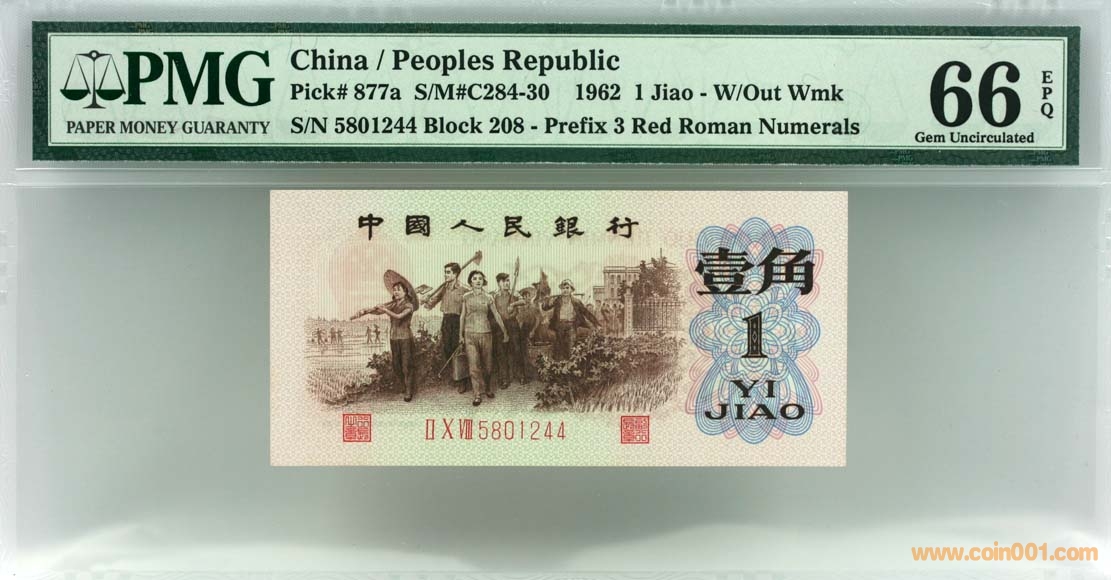 PMG
PAPER MONEY GUARANTY
China / Peoples Republic
Pick# 877a S/M#C284-30 1962 1 Jiao - W/Out Wmk
S/N 5801244 Block 208 - Prefix 3 Red Roman Numerals
66 EPQ
Gem Uncirculated
中國人民銀行
壹角
1
YI
JIAO
II X VIII 5801244
www.coin001.com